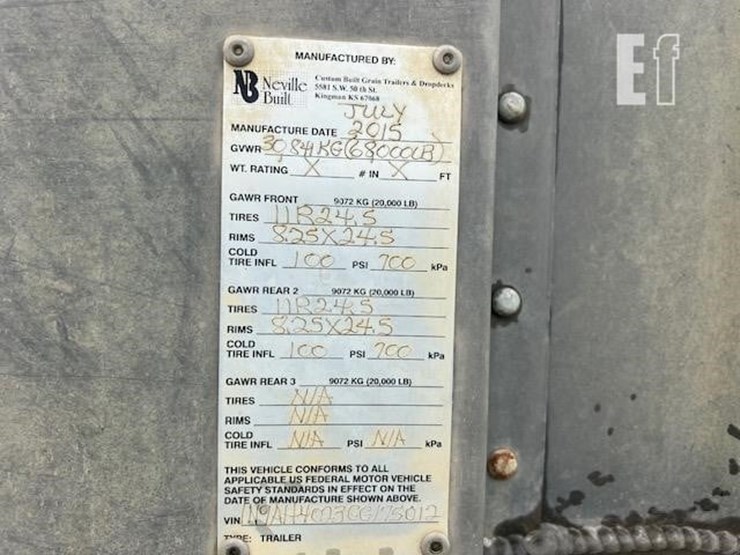 Ef
MANUFACTURED BY:
NB Neville Built
Custom Built Grain Trailers & Dropdecks
5581 S.W. 50 th St.
Kingman KS 67068
JULY
MANUFACTURE DATE 2015
GVWR 30,84 KG (68000LB)
WT. RATING X # IN X FT
GAWR FRONT 9072 KG (20,000 LB)
TIRES 11R24.5
RIMS 8.25X24.5
COLD
TIRE INFL 100 PSI 700 kPa
GAWR REAR 2 9072 KG (20,000 LB)
TIRES 11R24.5
RIMS 8.25X24.5
COLD
TIRE INFL 100 PSI 700 kPa
GAWR REAR 3 9072 KG (20,000 LB)
TIRES N/A
RIMS N/A
COLD
TIRE INFL N/A PSI N/A kPa
THIS VEHICLE CONFORMS TO ALL
APPLICABLE US FEDERAL MOTOR VEHICLE
SAFETY STANDARDS IN EFFECT ON THE
DATE OF MANUFACTURE SHOWN ABOVE.
VIN
TYPE: TRAILER